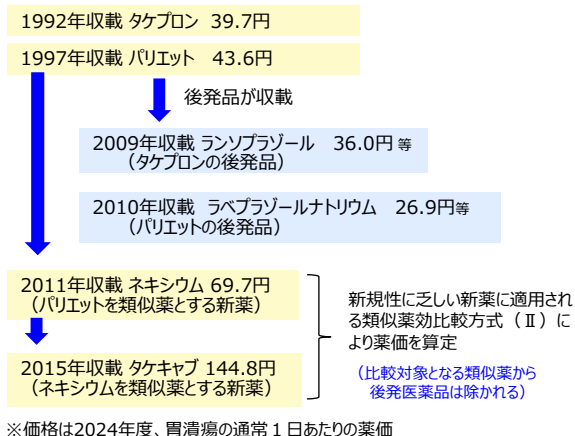 1992年収載 タケプロン 39.7円
1997年収載 パリエット 43.6円
後発品が収載
2009年収載 ランソプラゾール 36.0円 等
（タケプロンの後発品）
2010年収載 ラベプラゾールナトリウム 26.9円等
（パリエットの後発品）
2011年収載 ネキシウム 69.7円
（パリエットを類似薬とする新薬）
2015年収載 タケキャブ 144.8円
（ネキシウムを類似薬とする新薬）
新規性に乏しい新薬に適用され
る類似薬効比較方式（Ⅱ）に
より薬価を算定
（比較対象となる類似薬から
後発医薬品は除かれる）
※価格は2024年度、胃潰瘍の通常１日あたりの薬価